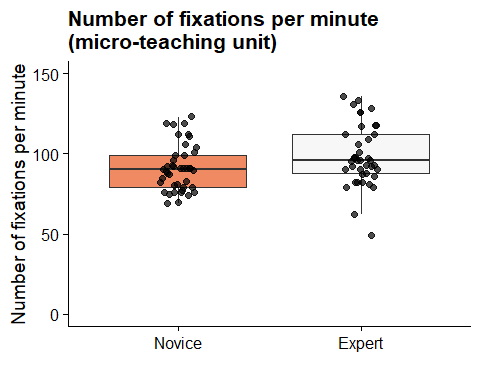 Number of fixations per minute
(micro-teaching unit)
Number of fixations per minute
150
100
50
0
Novice
Expert